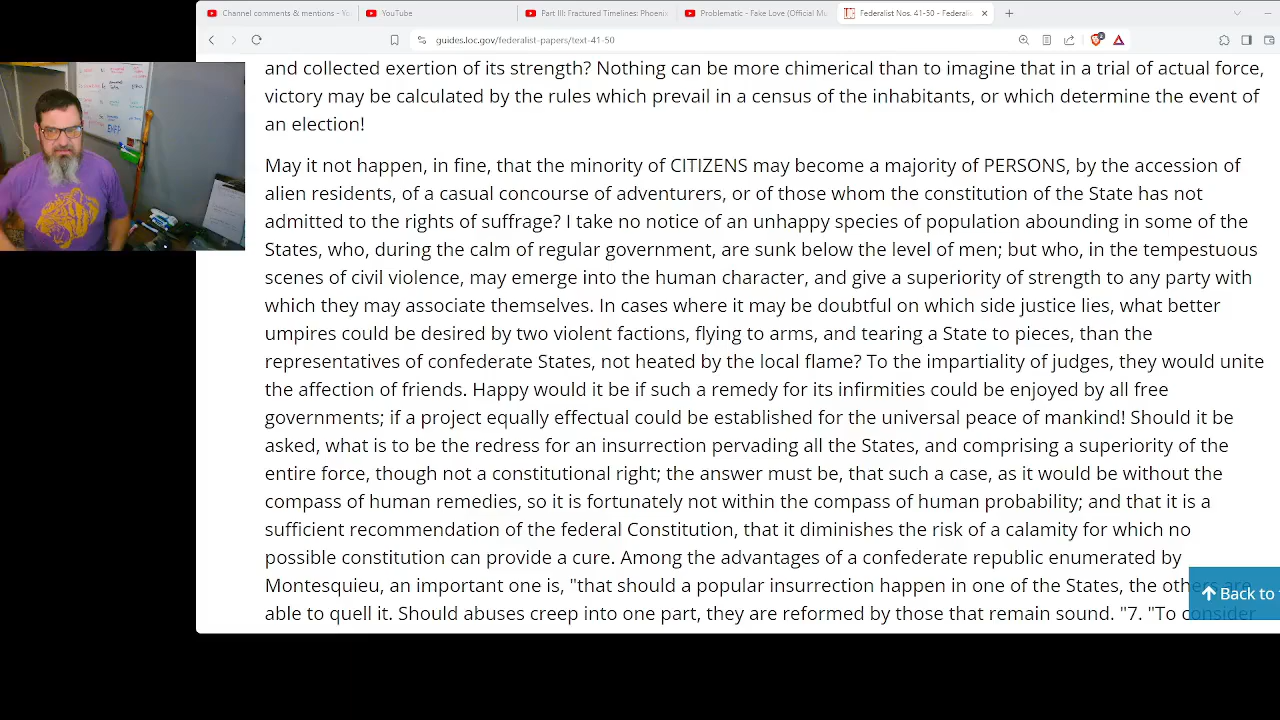 Channel comments & mentions - Yo
YouTube
Part III: Fractured Timelines: Phoenix
Problematic - Fake Love (Official Mu
Federalist Nos. 41-50 - Federalis
guides.loc.gov/federalist-papers/text-41-50
and collected exertion of its strength? Nothing can be more chimerical than to imagine that in a trial of actual force,
victory may be calculated by the rules which prevail in a census of the inhabitants, or which determine the event of
an election!
May it not happen, in fine, that the minority of CITIZENS may become a majority of PERSONS, by the accession of
alien residents, of a casual concourse of adventurers, or of those whom the constitution of the State has not
admitted to the rights of suffrage? I take no notice of an unhappy species of population abounding in some of the
States, who, during the calm of regular government, are sunk below the level of men; but who, in the tempestuous
scenes of civil violence, may emerge into the human character, and give a superiority of strength to any party with
which they may associate themselves. In cases where it may be doubtful on which side justice lies, what better
umpires could be desired by two violent factions, flying to arms, and tearing a State to pieces, than the
representatives of confederate States, not heated by the local flame? To the impartiality of judges, they would unite
the affection of friends. Happy would it be if such a remedy for its infirmities could be enjoyed by all free
governments; if a project equally effectual could be established for the universal peace of mankind! Should it be
asked, what is to be the redress for an insurrection pervading all the States, and comprising a superiority of the
entire force, though not a constitutional right; the answer must be, that such a case, as it would be without the
compass of human remedies, so it is fortunately not within the compass of human probability; and that it is a
sufficient recommendation of the federal Constitution, that it diminishes the risk of a calamity for which no
possible constitution can provide a cure. Among the advantages of a confederate republic enumerated by
Montesquieu, an important one is, "that should a popular insurrection happen in one of the States, the others are
able to quell it. Should abuses creep into one part, they are reformed by those that remain sound. "7. "To consider
Back to